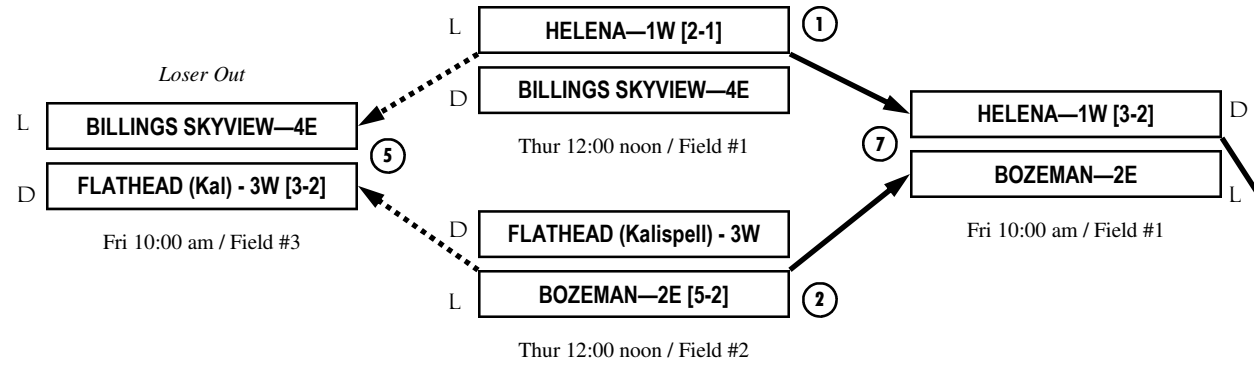 Loser Out
L
BILLINGS SKYVIEW—4E
5
D
FLATHEAD (Kal) - 3W [3-2]
Fri 10:00 am / Field #3
L
HELENA—1W [2-1]
1
D
BILLINGS SKYVIEW—4E
Thur 12:00 noon / Field #1
D
FLATHEAD (Kalispell) - 3W
L
BOZEMAN—2E [5-2]
2
Thur 12:00 noon / Field #2
HELENA—1W [3-2]
D
7
BOZEMAN—2E
L
Fri 10:00 am / Field #1